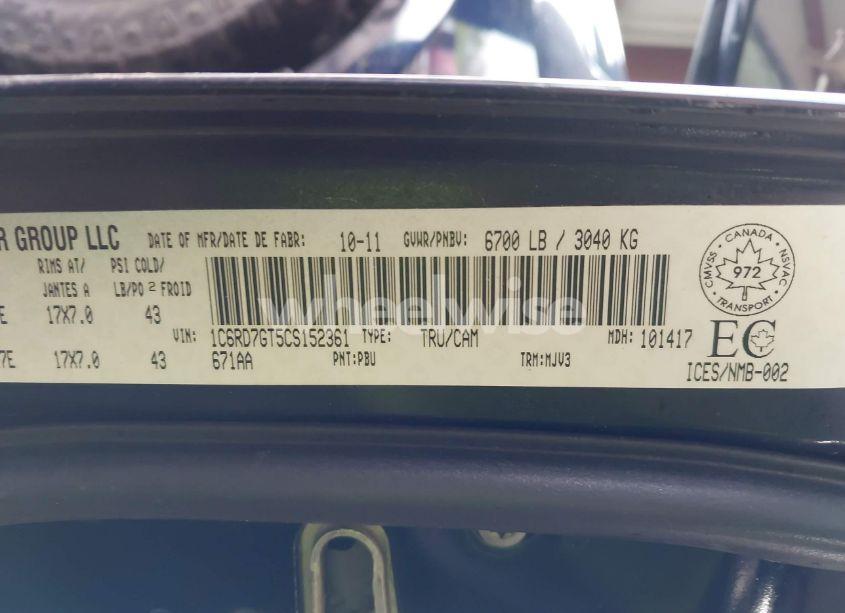 R GROUP LLC DATE OF MFR/DATE DE FABR: 10-11 GVWR/PNBV: 6700 LB / 3040 KG
RIMS AT/ PSI COLD/
JANTES A LB/PO 2 FROID
E 17X7.0 43
VIN: 1C6RD7GT5CS152361 TYPE: TRU/CAM MDH: 101417
7E 17X7.0 43 671AA PNT:PBU TRM:MJV3
CANADA
CMVSS NSVAC
972
TRANSPORT
EC
ICES/NMB-002
wheelwise